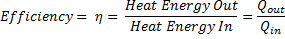 Efficiency = η = Heat Energy Out / Heat Energy In = Q_out / Q_in